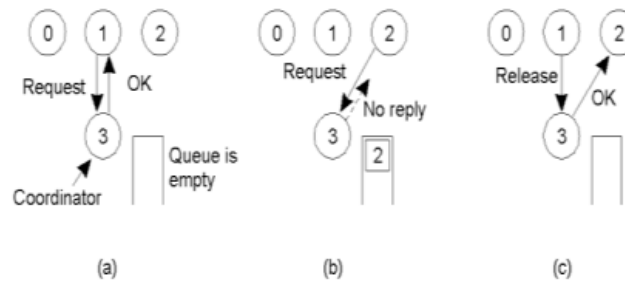 0 1 2
Request OK
3
Queue is
empty
Coordinator
(a)
0 1 2
Request
No reply
3
2
(b)
0 1 2
Release
OK
3
(c)